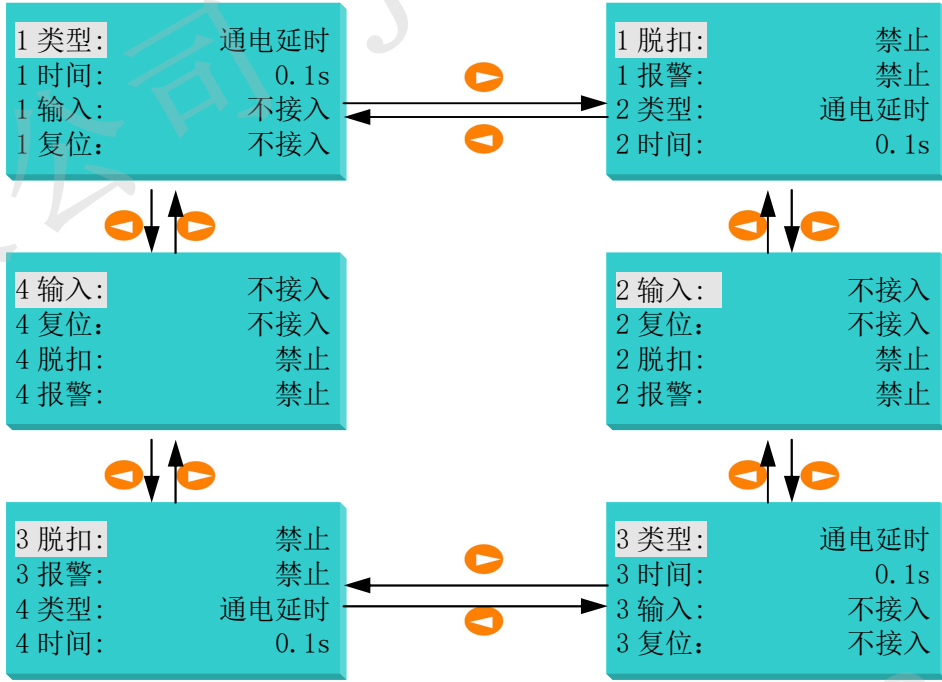 1 类型: 通电延时
1 时间: 0.1s
1 输入: 不接入
1 复位: 不接入
1 脱扣: 禁止
1 报警: 禁止
2 类型: 通电延时
2 时间: 0.1s
4 输入: 不接入
4 复位: 不接入
4 脱扣: 禁止
4 报警: 禁止
2 输入: 不接入
2 复位: 不接入
2 脱扣: 禁止
2 报警: 禁止
3 脱扣: 禁止
3 报警: 禁止
4 类型: 通电延时
4 时间: 0.1s
3 类型: 通电延时
3 时间: 0.1s
3 输入: 不接入
3 复位: 不接入
公司